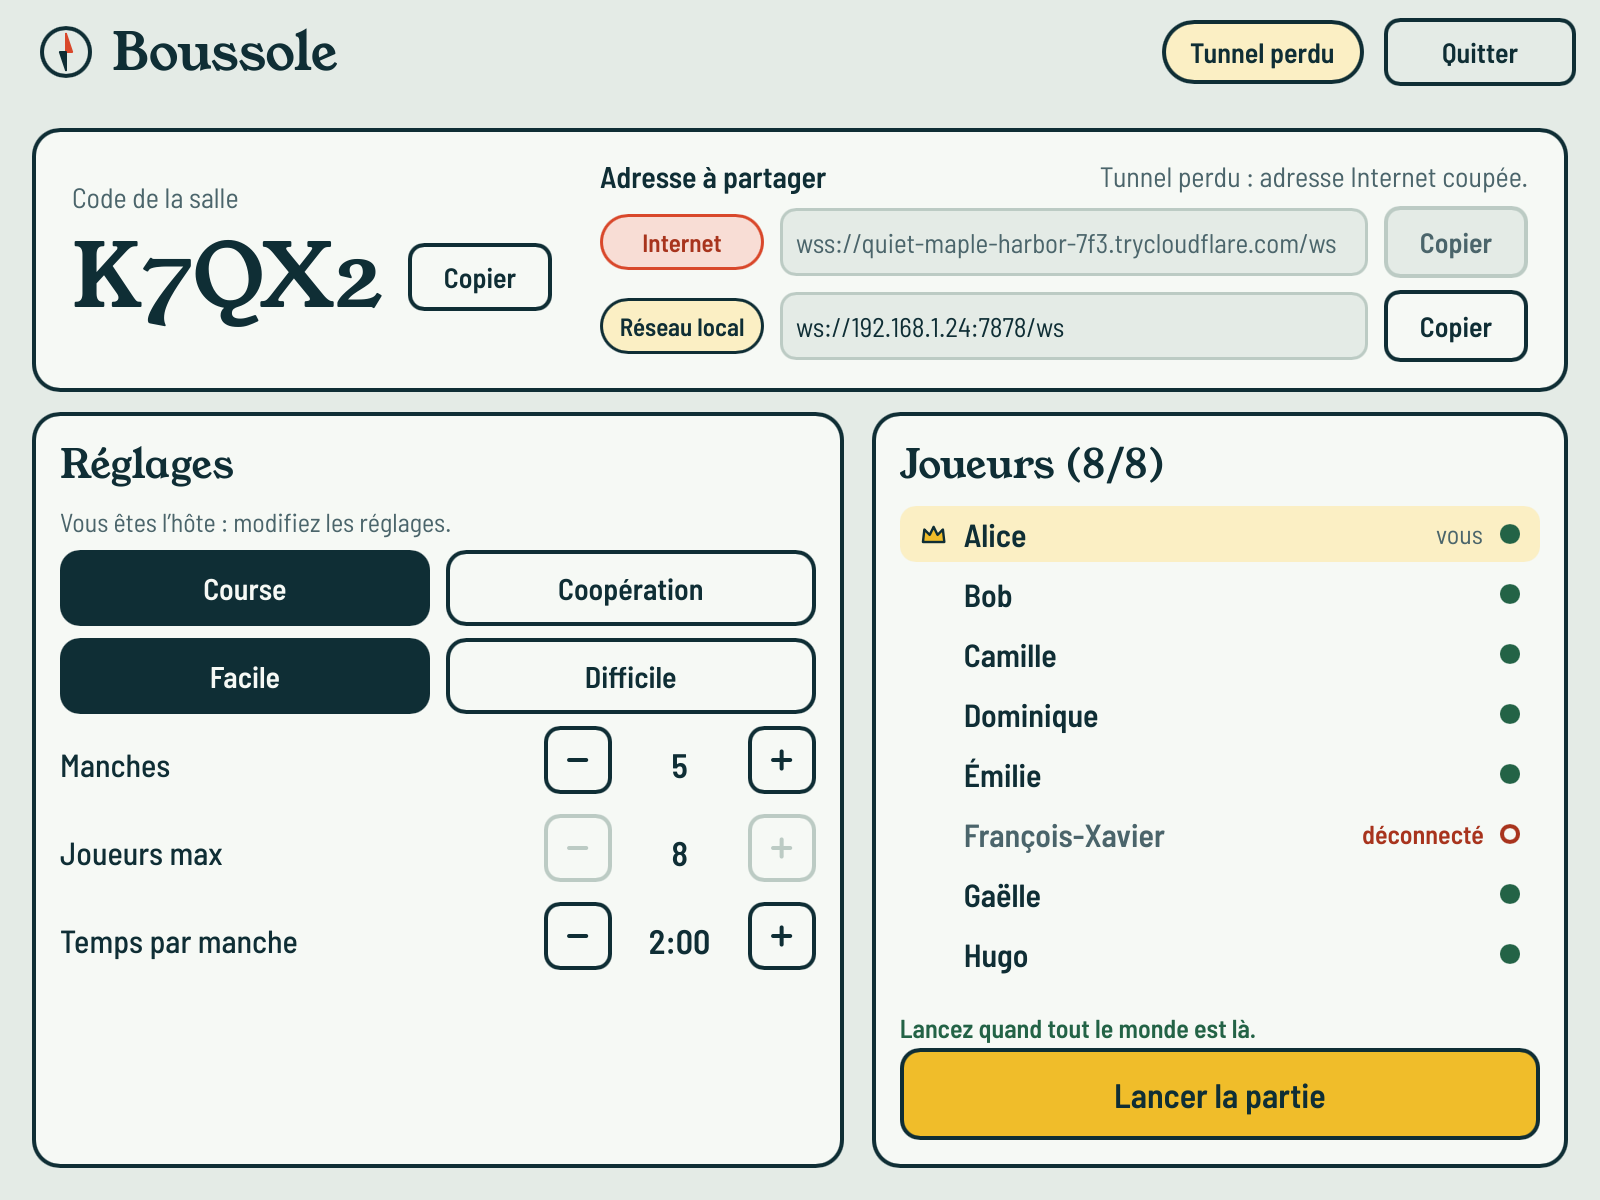 Boussole
Tunnel perdu
Quitter
Code de la salle
K7QX2
Copier
Adresse à partager
Tunnel perdu : adresse Internet coupée.
Internet
wss://quiet-maple-harbor-7f3.trycloudflare.com/ws
Copier
Réseau local
ws://192.168.1.24:7878/ws
Copier
Réglages
Vous êtes l'hôte : modifiez les réglages.
Course
Coopération
Facile
Difficile
Manches
− 5 +
Joueurs max
− 8 +
Temps par manche
− 2:00 +
Joueurs (8/8)
Alice vous
Bob
Camille
Dominique
Émilie
François-Xavier déconnecté
Gaëlle
Hugo
Lancez quand tout le monde est là.
Lancer la partie